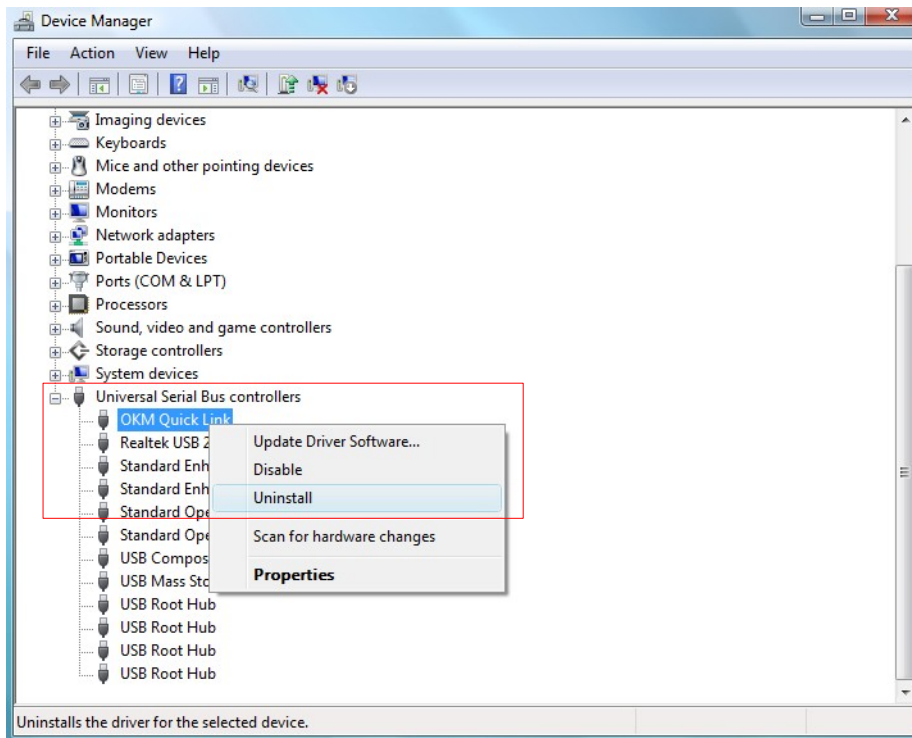 Device Manager
File Action View Help
Imaging devices
Keyboards
Mice and other pointing devices
Modems
Monitors
Network adapters
Portable Devices
Ports (COM & LPT)
Processors
Sound, video and game controllers
Storage controllers
System devices
Universal Serial Bus controllers
OKM Quick Link
Realtek USB 2
Standard Enh
Standard Enh
Standard Ope
Standard Ope
USB Compos
USB Mass Sto
USB Root Hub
USB Root Hub
USB Root Hub
USB Root Hub
Update Driver Software...
Disable
Uninstall
Scan for hardware changes
Properties
Uninstalls the driver for the selected device.